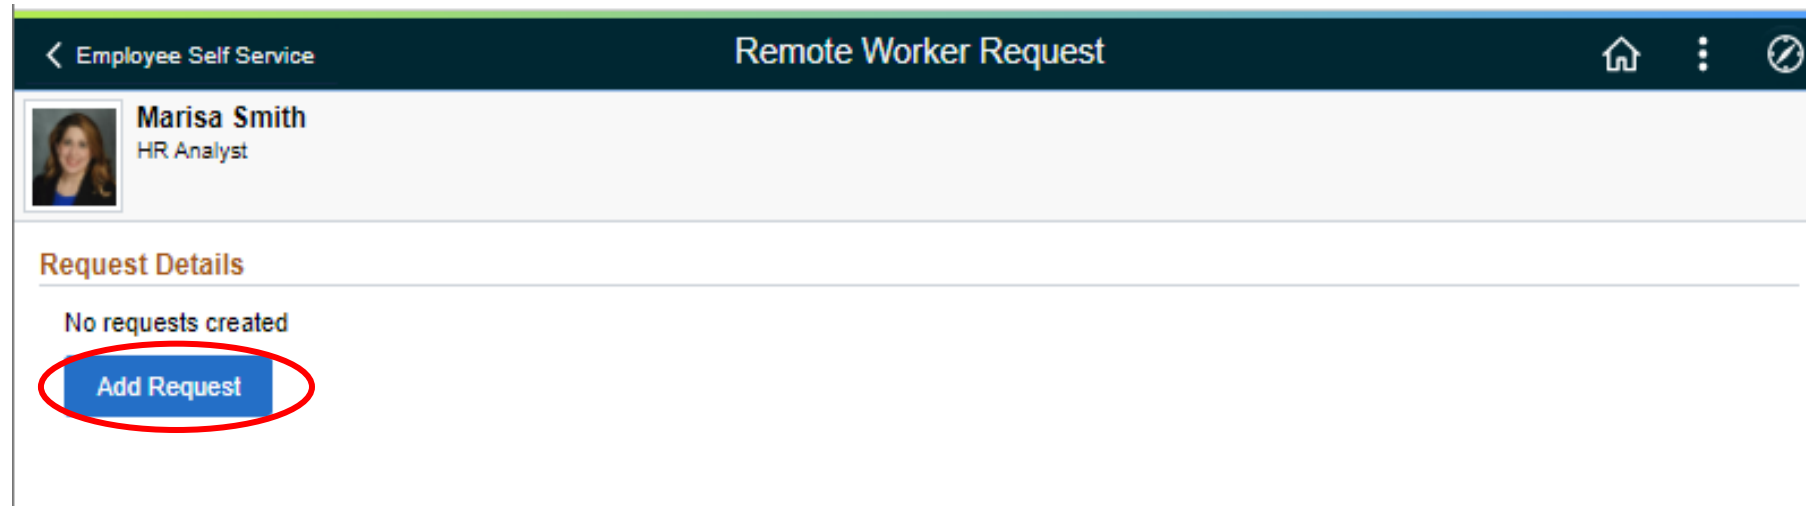 Employee Self Service
Remote Worker Request
Marisa Smith
HR Analyst
Request Details
No requests created
Add Request